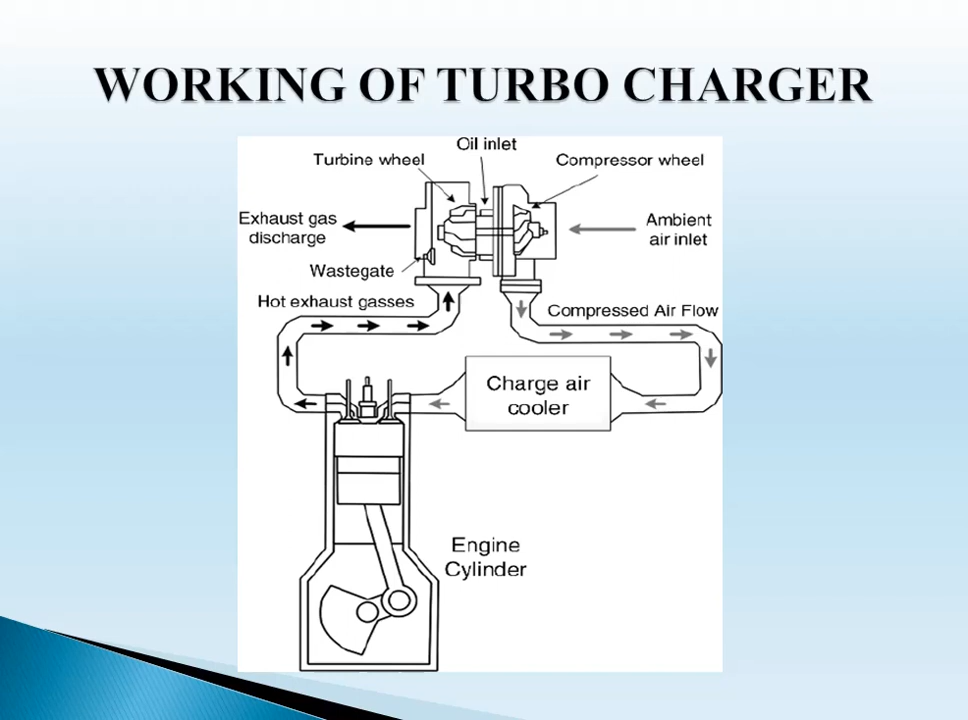 WORKING OF TURBO CHARGER
Oil inlet
Turbine wheel
Compressor wheel
Exhaust gas
discharge
Ambient
air inlet
Wastegate
Hot exhaust gasses
Compressed Air Flow
Charge air
cooler
Engine
Cylinder